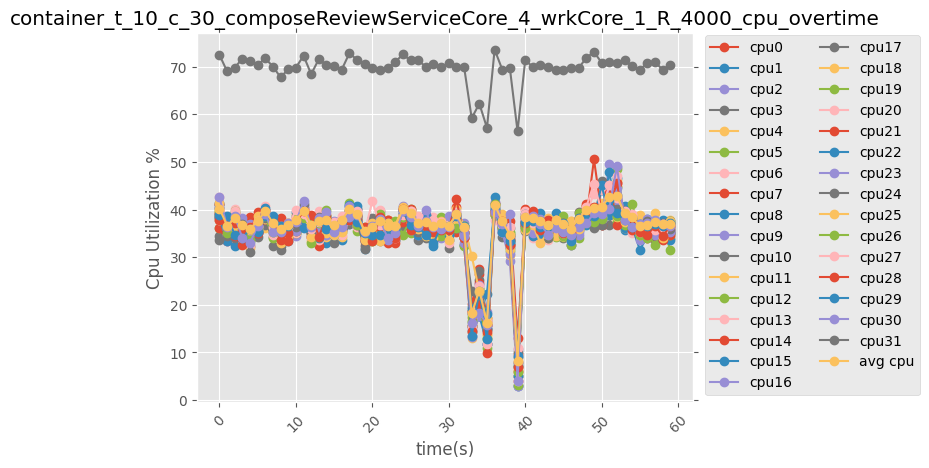 container_t_10_c_30_composeReviewServiceCore_4_wrkCore_1_R_4000_cpu_overtime
Cpu Utilization %
70
60
50
40
30
20
10
0
0
10
20
30
40
50
60
time(s)
cpu0
cpu1
cpu2
cpu3
cpu4
cpu5
cpu6
cpu7
cpu8
cpu9
cpu10
cpu11
cpu12
cpu13
cpu14
cpu15
cpu16
cpu17
cpu18
cpu19
cpu20
cpu21
cpu22
cpu23
cpu24
cpu25
cpu26
cpu27
cpu28
cpu29
cpu30
cpu31
avg cpu